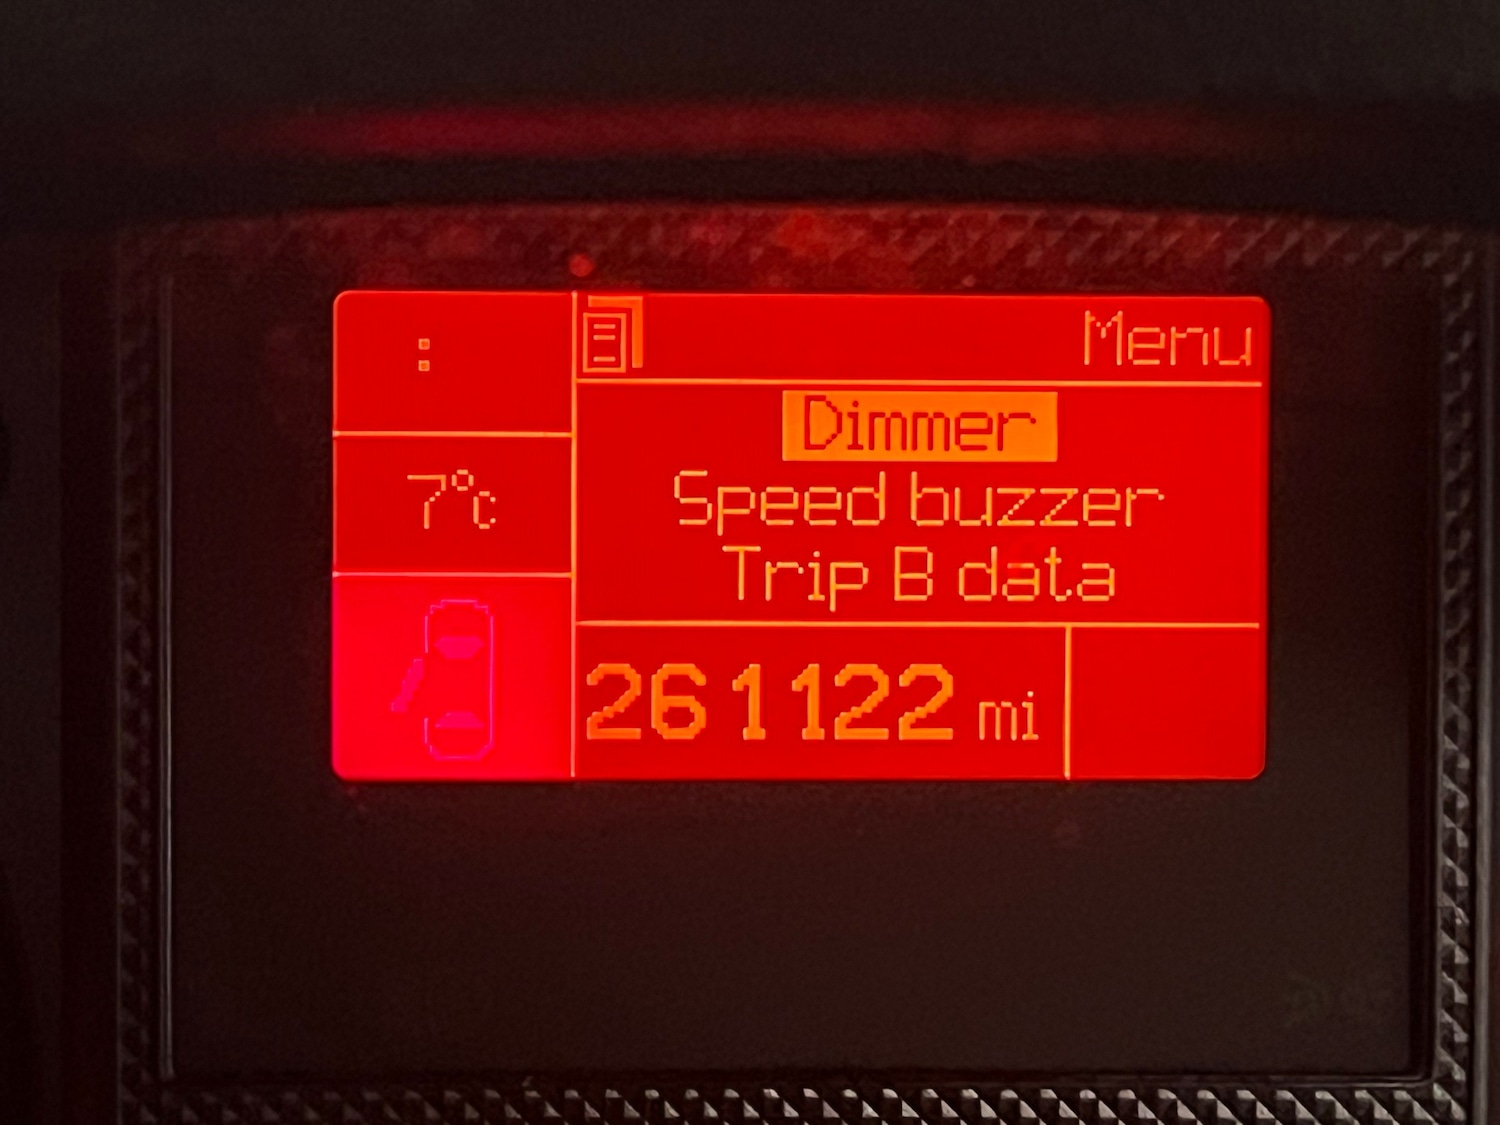 :
Menu
Dimmer
7°c
Speed buzzer
Trip B data
261122 mi